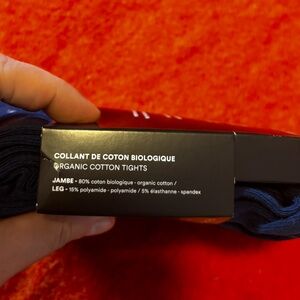 COLLANT DE COTON BIOLOGIQUE
ORGANIC COTTON TIGHTS
JAMBE - 80% coton biologique · organic cotton /
LEG - 15% polyamide · polyamide / 5% élasthanne · spandex